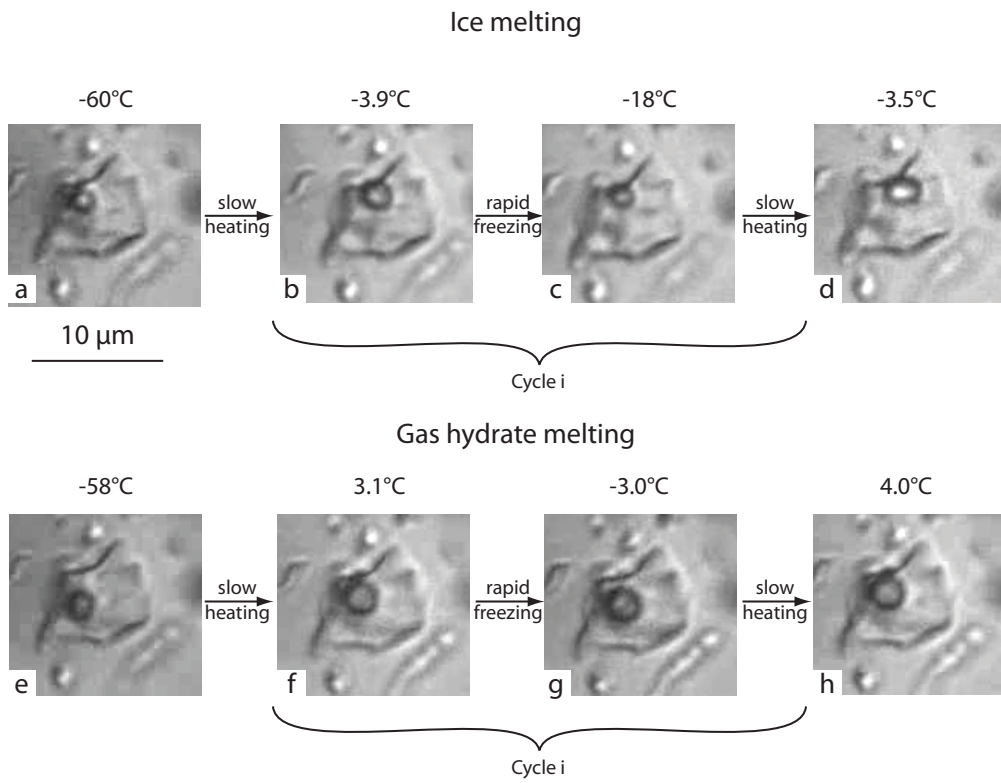 Ice melting
-60°C
-3.9°C
-18°C
-3.5°C
slow
heating
rapid
freezing
slow
heating
a
b
c
d
10 μm
Cycle i
Gas hydrate melting
-58°C
3.1°C
-3.0°C
4.0°C
slow
heating
rapid
freezing
slow
heating
e
f
g
h
Cycle i